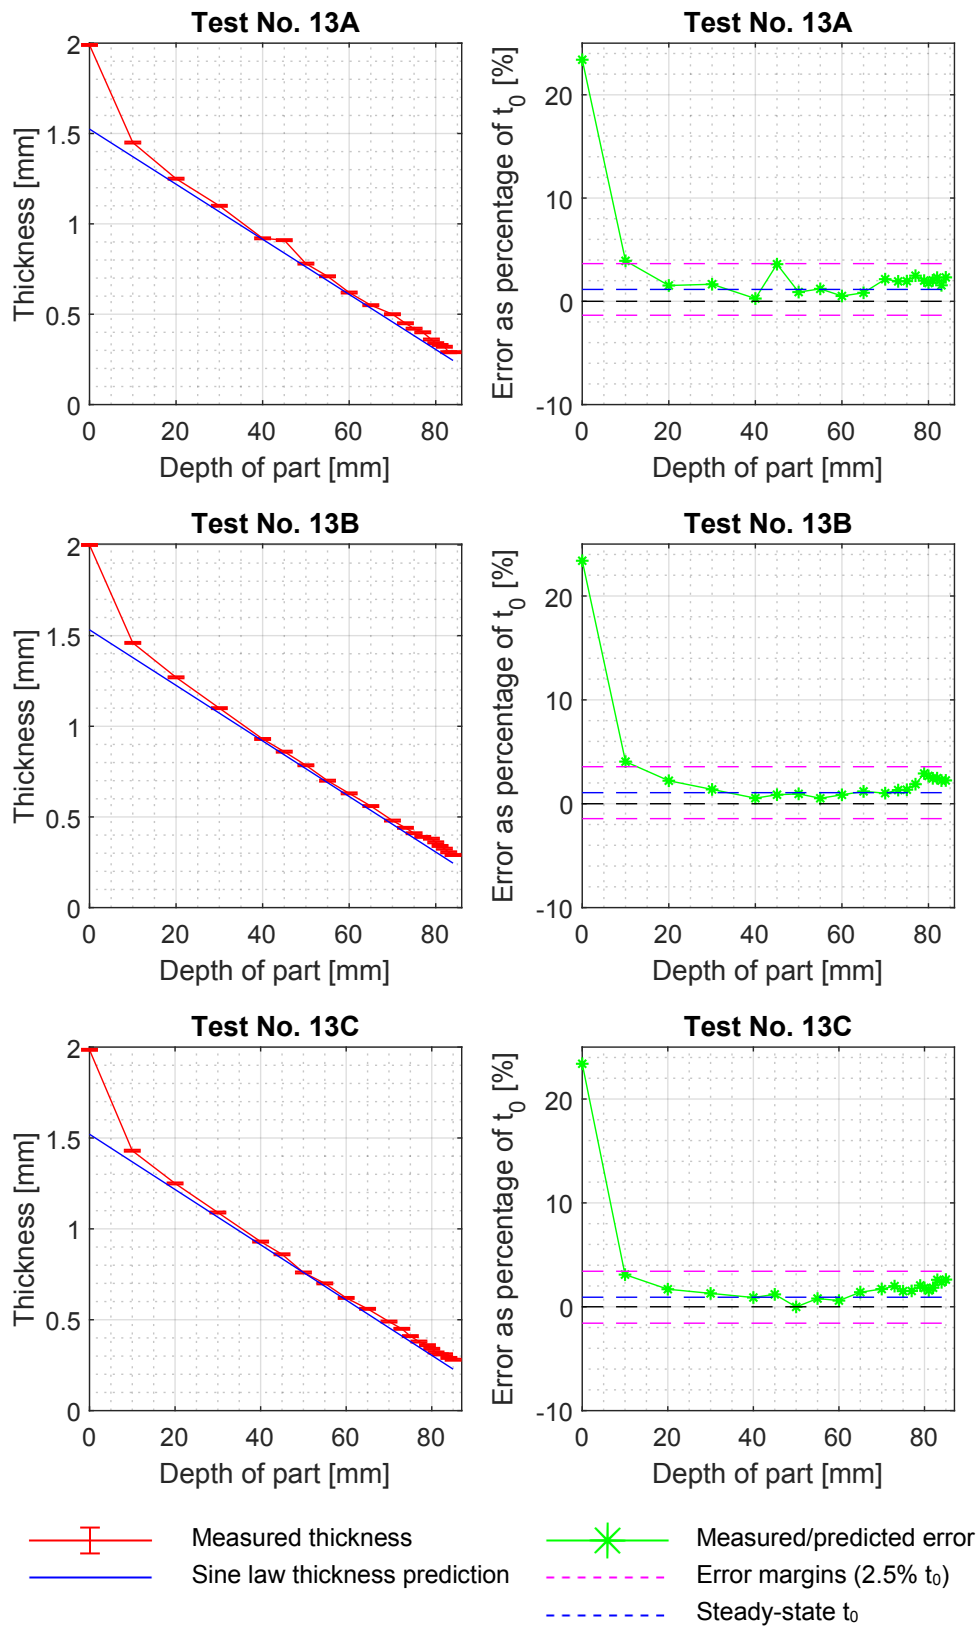 Test No. 13A
Thickness [mm]
2
1.5
1
0.5
0
0 20 40 60 80
Depth of part [mm]
Test No. 13A
Error as percentage of t₀ [%]
20
10
0
-10
0 20 40 60 80
Depth of part [mm]
Test No. 13B
Thickness [mm]
2
1.5
1
0.5
0
0 20 40 60 80
Depth of part [mm]
Test No. 13B
Error as percentage of t₀ [%]
20
10
0
-10
0 20 40 60 80
Depth of part [mm]
Test No. 13C
Thickness [mm]
2
1.5
1
0.5
0
0 20 40 60 80
Depth of part [mm]
Test No. 13C
Error as percentage of t₀ [%]
20
10
0
-10
0 20 40 60 80
Depth of part [mm]
Measured thickness
Sine law thickness prediction
Measured/predicted error
Error margins (2.5% t₀)
Steady-state t₀